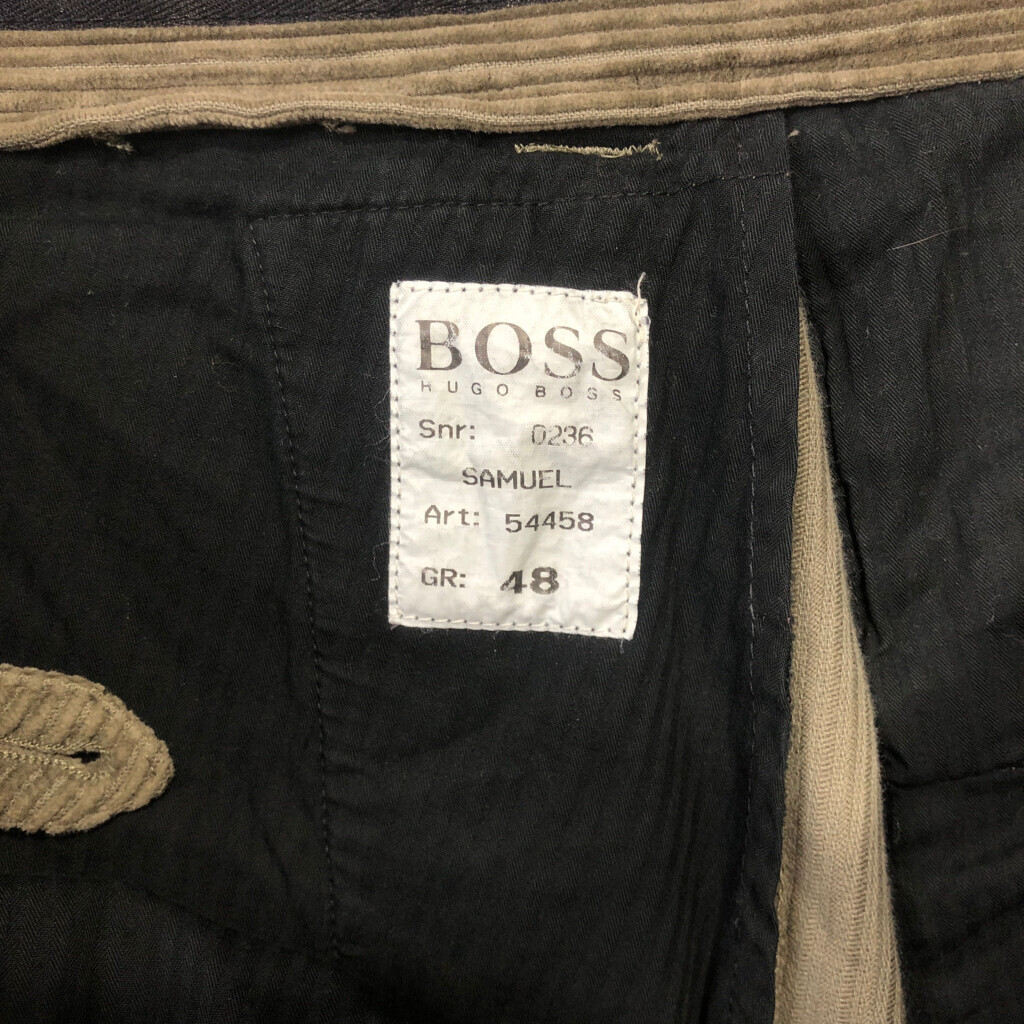 BOSS
HUGO BOSS
Snr: 0236
SAMUEL
Art: 54458
GR: 48